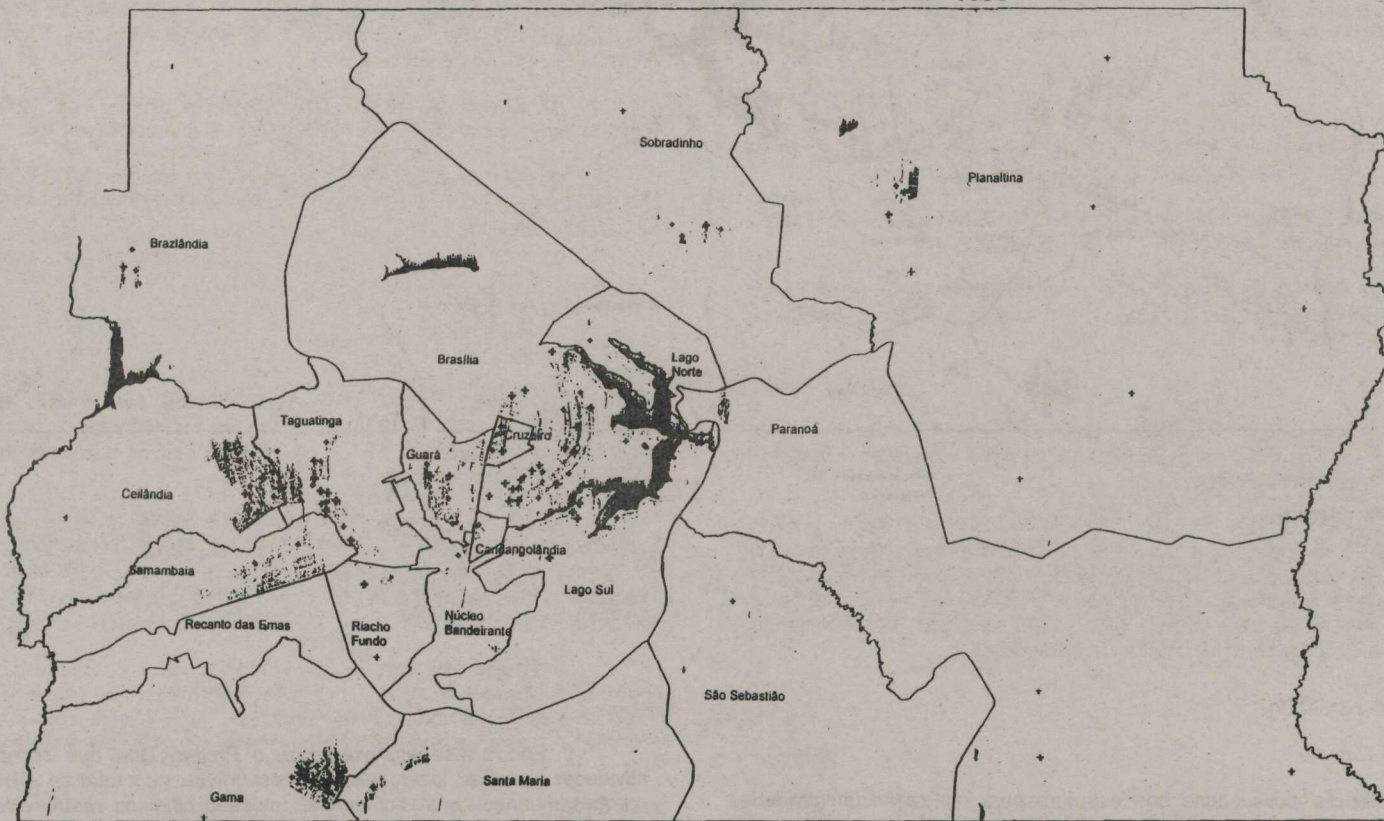 Sobradinho
Planaltina
Brazlândia
Brasília
Lago
Norte
Taguatinga
Cruzeiro
Paranoá
Guará
Ceilândia
Candangolândia
Samambaia
Lago Sul
Recanto das Emas
Riacho
Fundo
Núcleo
Bandeirante
São Sebastião
Santa Maria
Gama